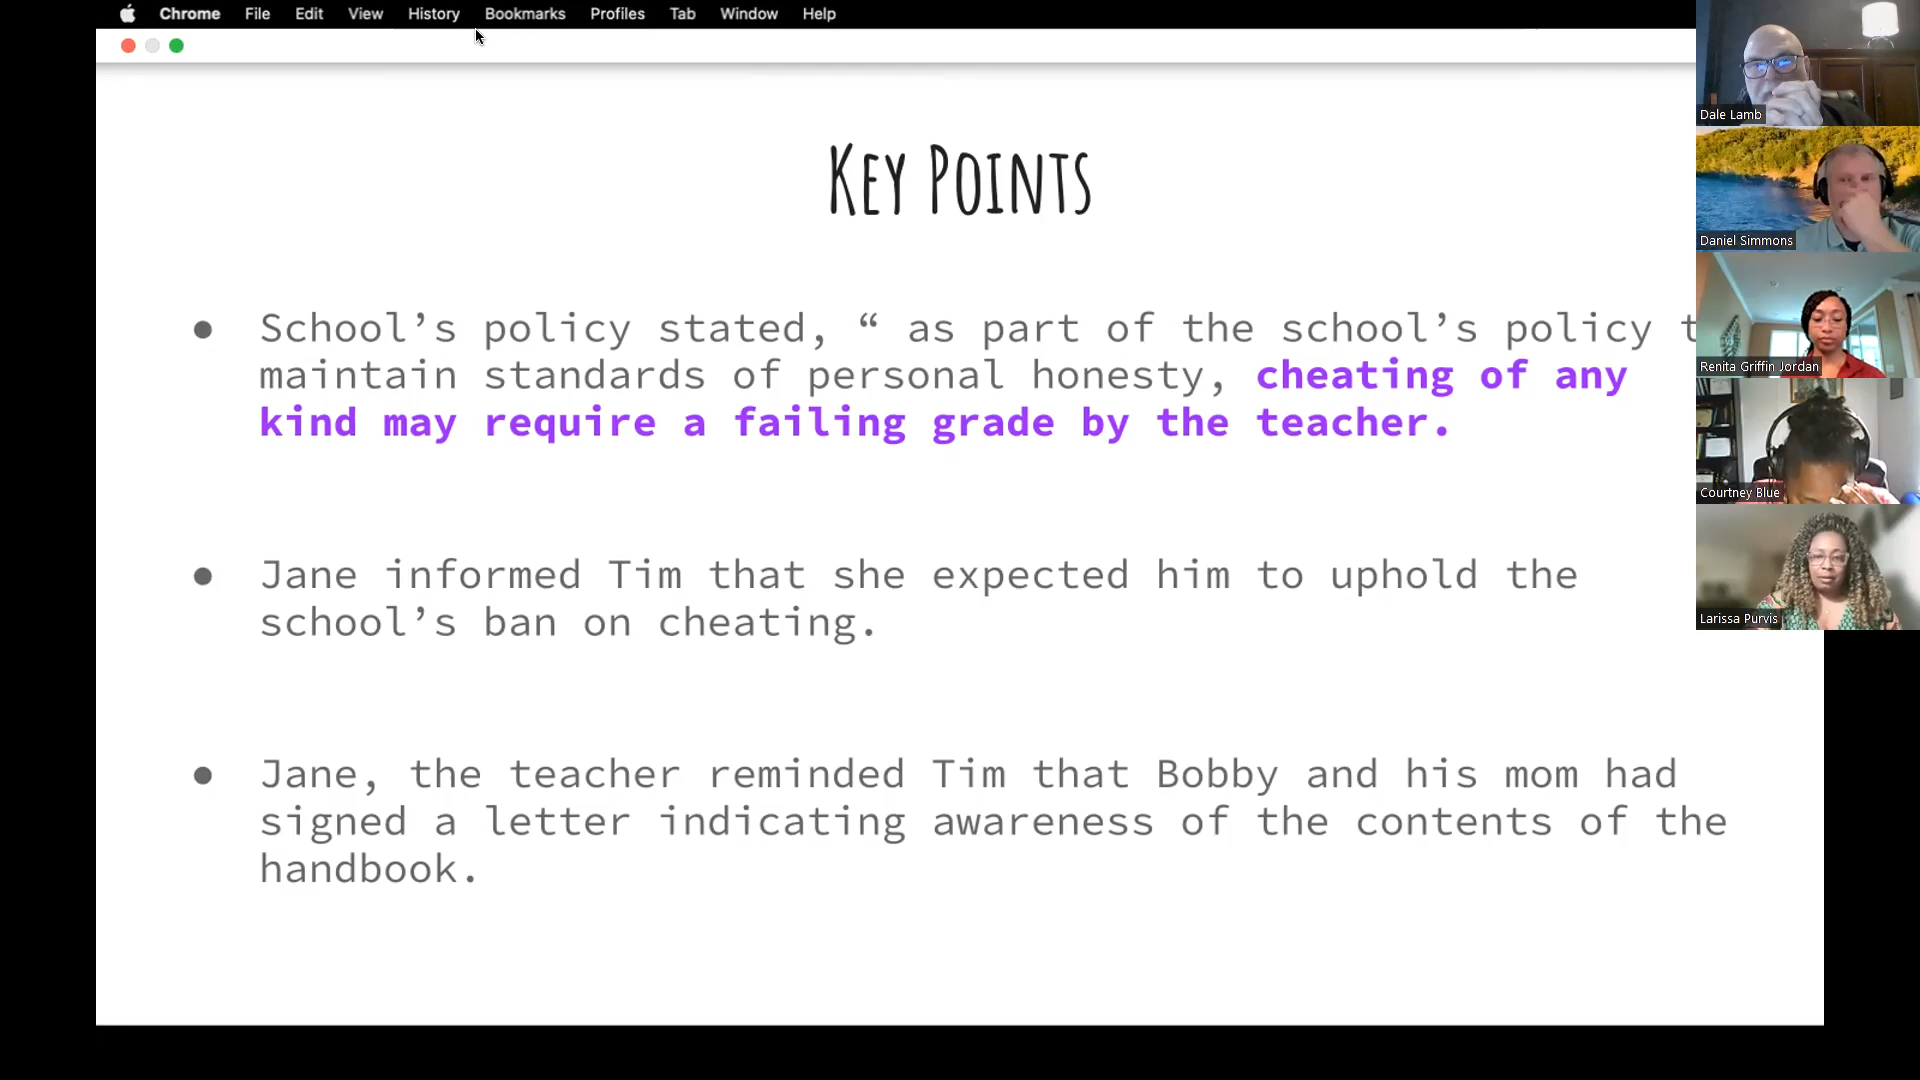 Chrome File Edit View History Bookmarks Profiles Tab Window Help
Key Points
● School’s policy stated, “ as part of the school’s policy
maintain standards of personal honesty, cheating of any
kind may require a failing grade by the teacher.
● Jane informed Tim that she expected him to uphold the
school’s ban on cheating.
● Jane, the teacher reminded Tim that Bobby and his mom had
signed a letter indicating awareness of the contents of the
handbook.
Dale Lamb
Daniel Simmons
Renita Griffin Jordan
Courtney Blue
Larissa Purvis